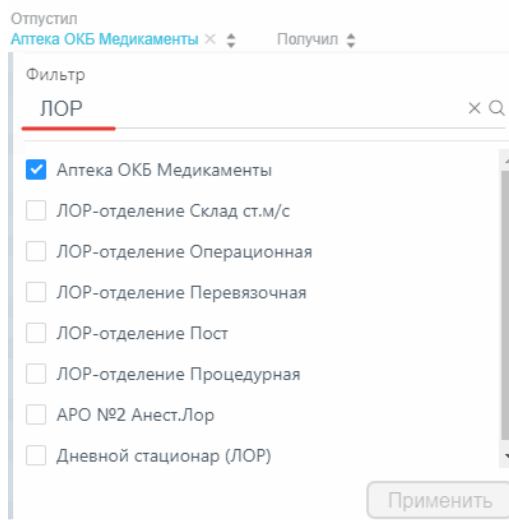 Отпустил
Аптека ОКБ Медикаменты Получил
Фильтр
ЛОР
Аптека ОКБ Медикаменты
ЛОР-отделение Склад ст.м/с
ЛОР-отделение Операционная
ЛОР-отделение Перевязочная
ЛОР-отделение Пост
ЛОР-отделение Процедурная
АРО №2 Анест.Лор
Дневной стационар (ЛОР)
Применить